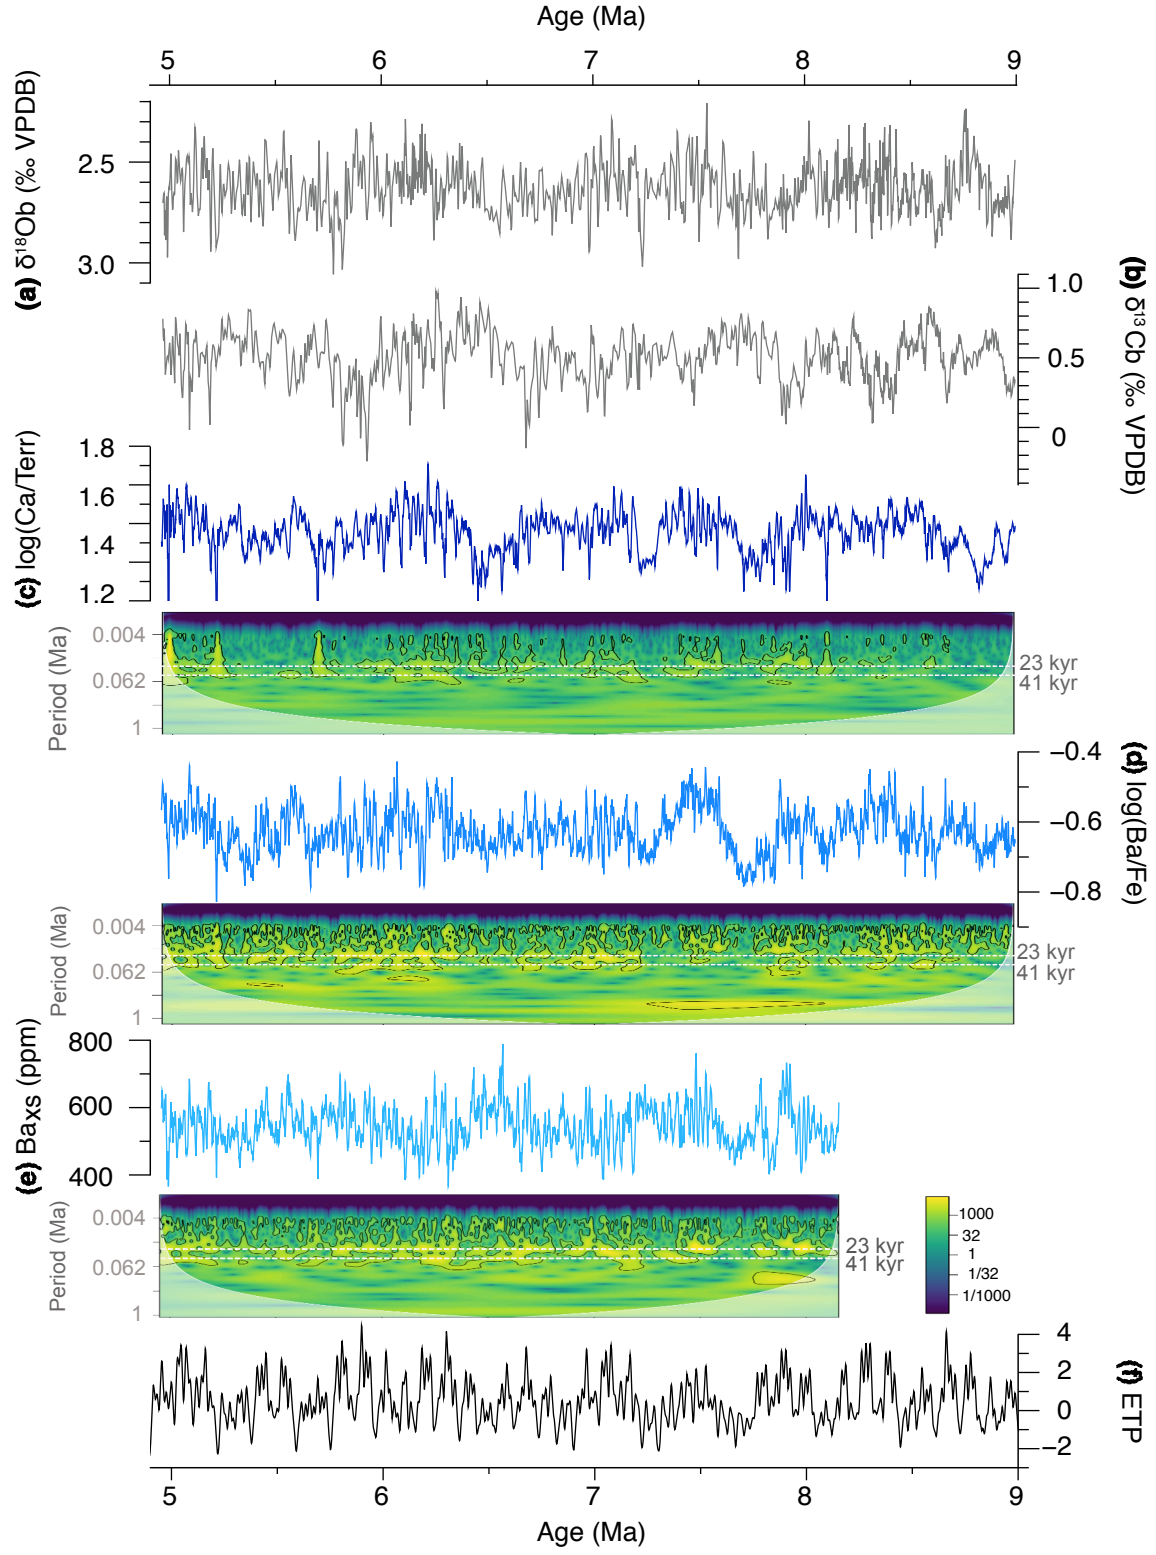 Age (Ma)
5 6 7 8 9
(a) δ18Ob (‰ VPDB)
2.5
3.0
(b) δ13Cb (‰ VPDB)
1.0
0.5
0
(c) log(Ca/Terr)
1.8
1.6
1.4
1.2
Period (Ma)
0.004
0.062
1
23 kyr
41 kyr
(d) log(Ba/Fe)
−0.4
−0.6
−0.8
Period (Ma)
0.004
0.062
1
23 kyr
41 kyr
(e) Baxs (ppm)
800
600
400
Period (Ma)
0.004
0.062
1
23 kyr
41 kyr
1000
32
1
1/32
1/1000
(f) ETP
4
2
0
−2
5 6 7 8 9
Age (Ma)